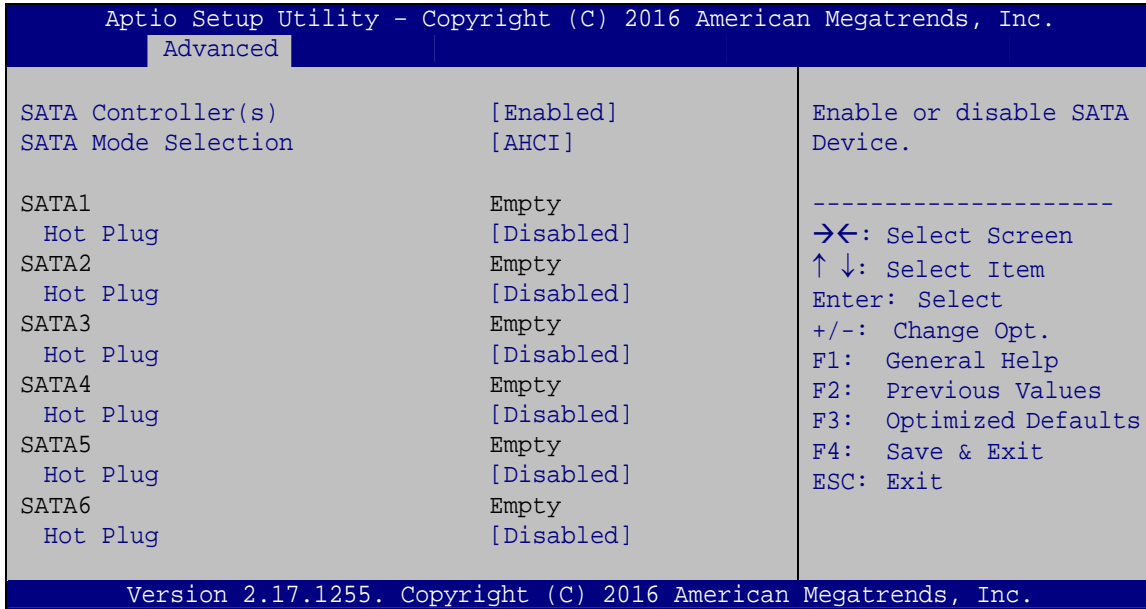 Aptio Setup Utility – Copyright (C) 2016 American Megatrends, Inc.
Advanced
SATA Controller(s) [Enabled]
SATA Mode Selection [AHCI]
SATA1 Empty
Hot Plug [Disabled]
SATA2 Empty
Hot Plug [Disabled]
SATA3 Empty
Hot Plug [Disabled]
SATA4 Empty
Hot Plug [Disabled]
SATA5 Empty
Hot Plug [Disabled]
SATA6 Empty
Hot Plug [Disabled]
Enable or disable SATA
Device.
---------------------
→←: Select Screen
↑ ↓: Select Item
Enter: Select
+/-: Change Opt.
F1: General Help
F2: Previous Values
F3: Optimized Defaults
F4: Save & Exit
ESC: Exit
Version 2.17.1255. Copyright (C) 2016 American Megatrends, Inc.